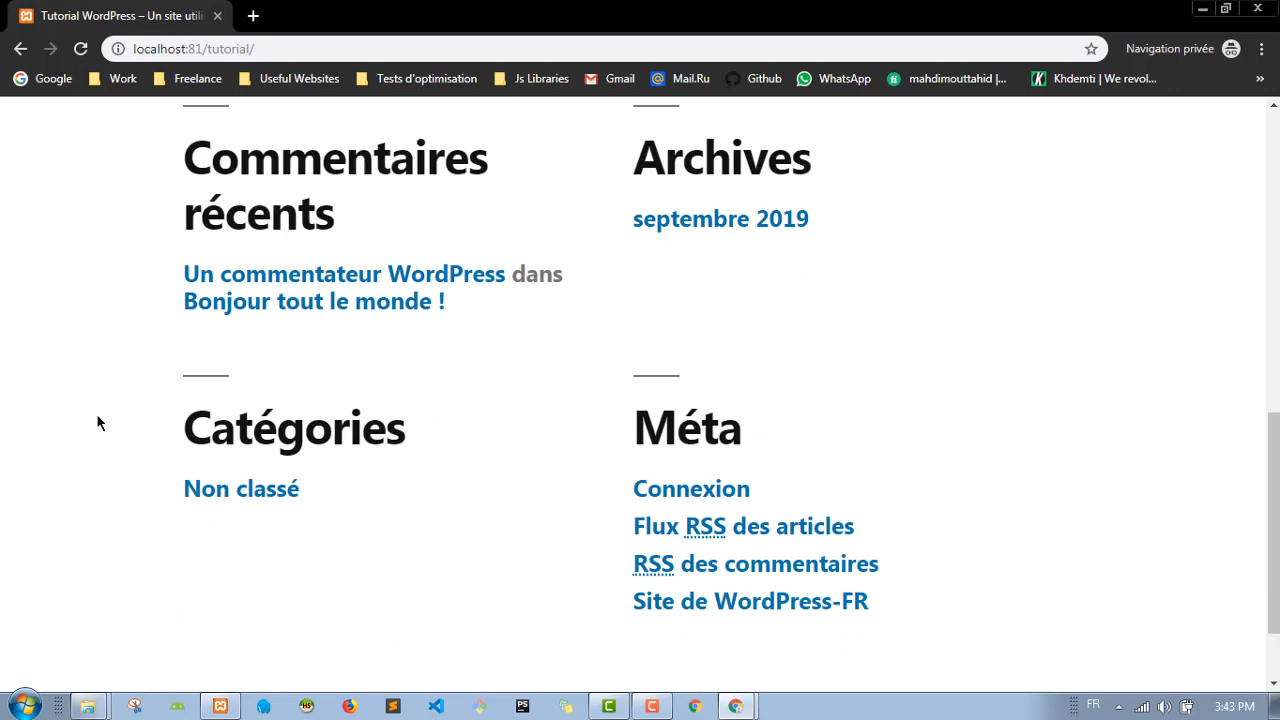 Tutorial WordPress – Un site utili
localhost:81/tutorial/
Navigation privée
Google
Work
Freelance
Useful Websites
Tests d'optimisation
Js Libraries
Gmail
Mail.Ru
Github
WhatsApp
mahdimouttahid |...
Khdemti | We revol...
Commentaires
récents
Un commentateur WordPress dans
Bonjour tout le monde !
Archives
septembre 2019
Catégories
Non classé
Méta
Connexion
Flux RSS des articles
RSS des commentaires
Site de WordPress-FR
FR
3:43 PM